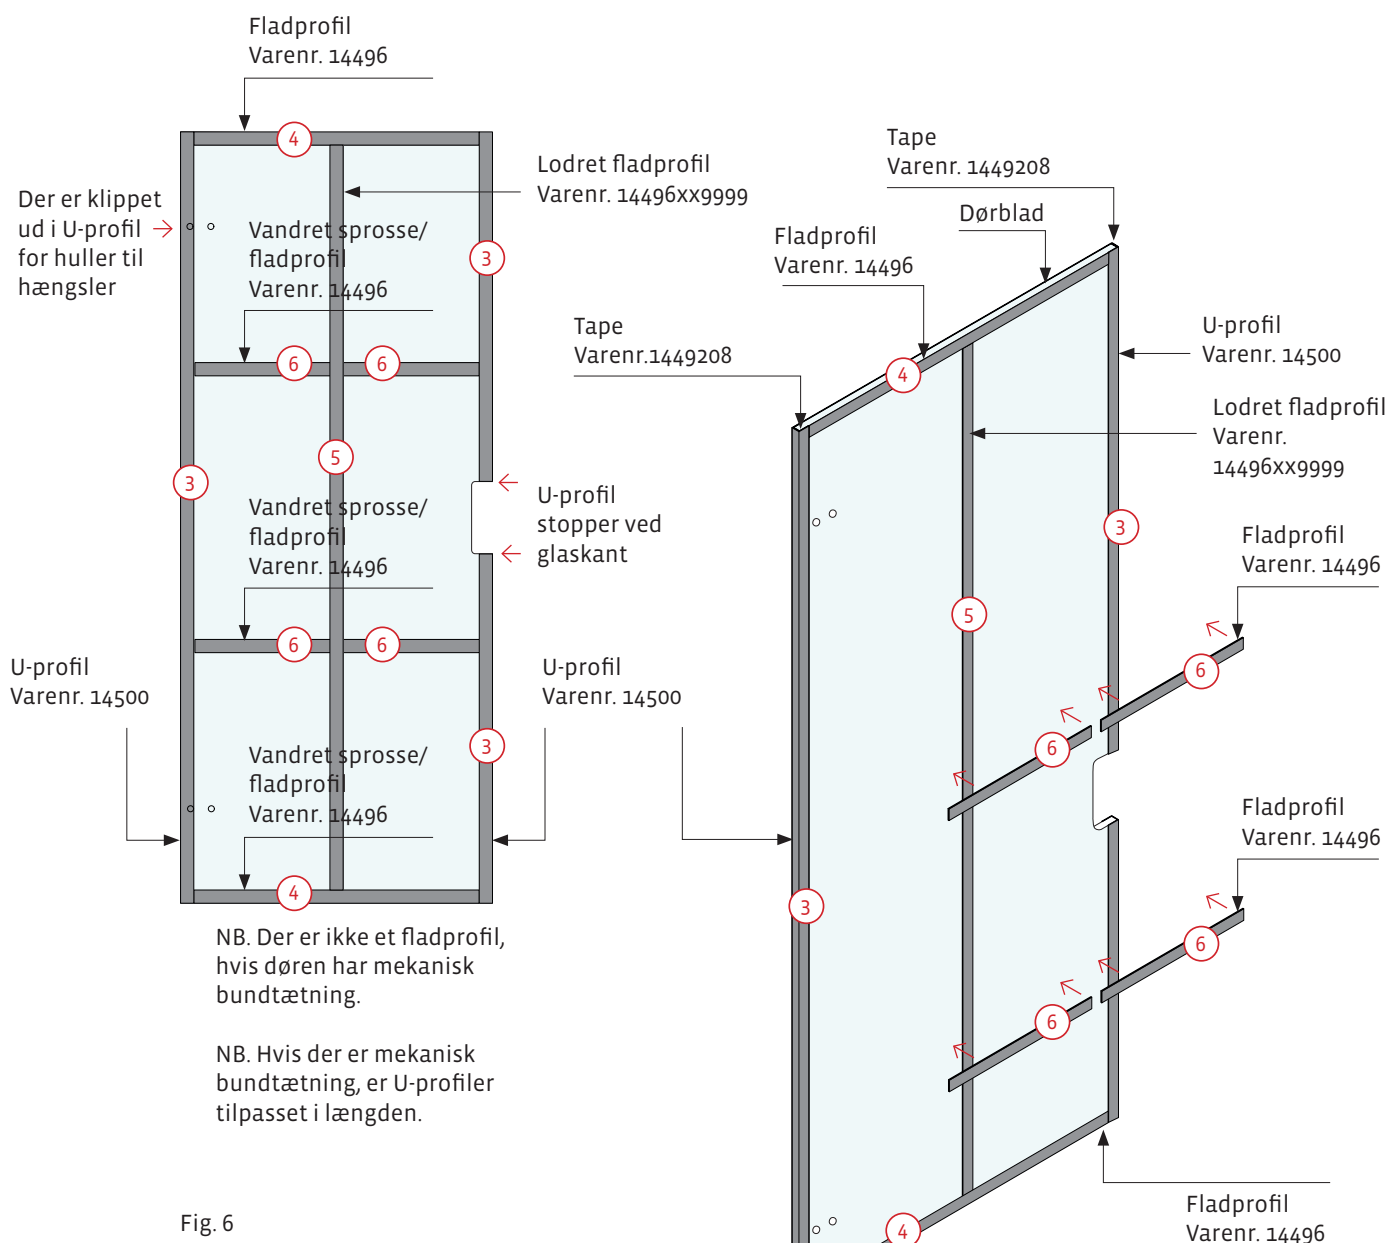 Fladprofil
Varenr. 14496
4
Lodret fladprofil
Varenr. 14496xx9999
Der er klippet
ud i U-profil
for huller til
hængsler
Vandret sprosse/
fladprofil
Varenr. 14496
3
6
6
5
3
U-profil
stopper ved
glaskant
Vandret sprosse/
fladprofil
Varenr. 14496
6
6
U-profil
Varenr. 14500
U-profil
Varenr. 14500
3
Vandret sprosse/
fladprofil
Varenr. 14496
4
NB. Der er ikke et fladprofil,
hvis døren har mekanisk
bundtætning.
NB. Hvis der er mekanisk
bundtætning, er U-profiler
tilpasset i længden.
Fig. 6
Tape
Varenr. 1449208
Dørblad
Fladprofil
Varenr. 14496
Tape
Varenr.1449208
4
U-profil
Varenr. 14500
Lodret fladprofil
Varenr.
14496xx9999
3
Fladprofil
Varenr. 14496
5
6
6
Fladprofil
Varenr. 14496
3
6
6
Fladprofil
Varenr. 14496
4